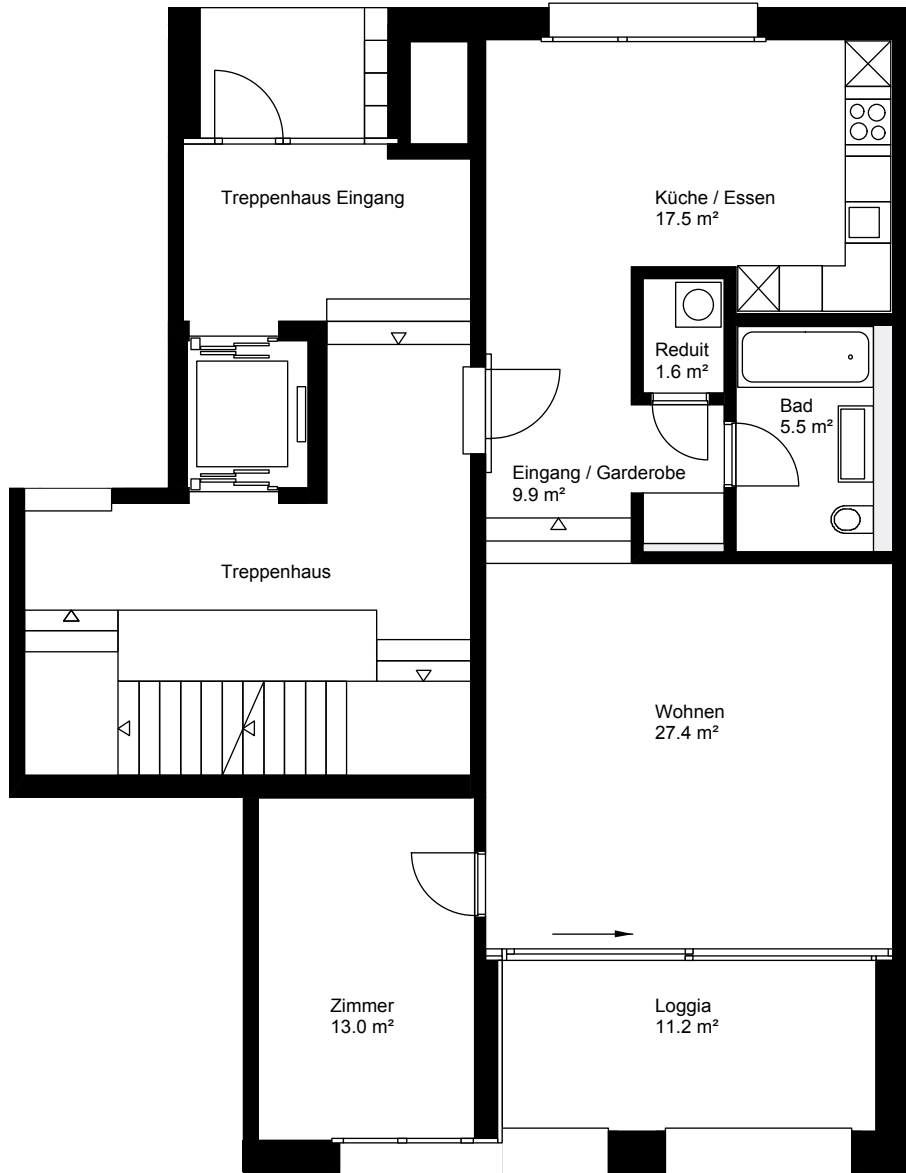 Treppenhaus Eingang
Küche / Essen
17.5 m²
Reduit
1.6 m²
Bad
5.5 m²
Eingang / Garderobe
9.9 m²
Treppenhaus
Wohnen
27.4 m²
Zimmer
13.0 m²
Loggia
11.2 m²